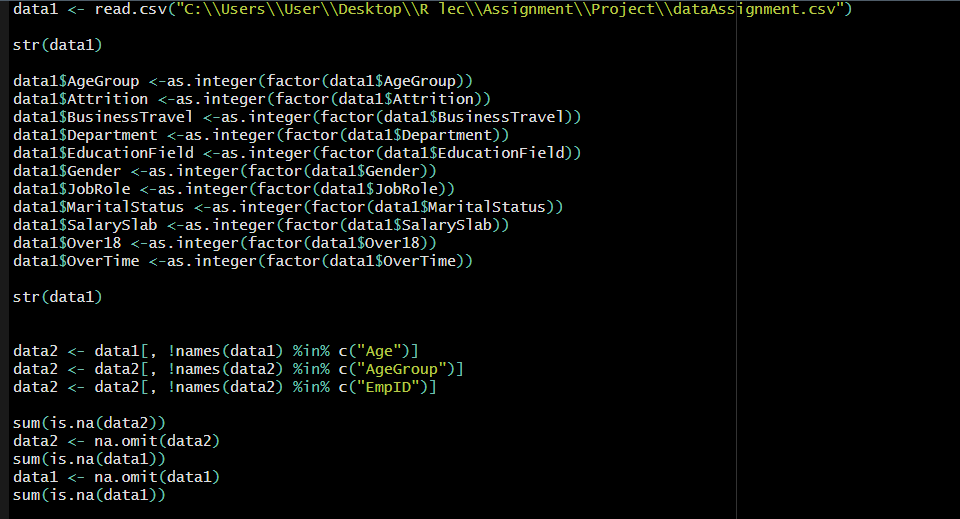 data1 <- read.csv("C:\\Users\\User\\Desktop\\R lec\\Assignment\\Project\\dataAssignment.csv")
str(data1)
data1$AgeGroup <-as.integer(factor(data1$AgeGroup))
data1$Attrition <-as.integer(factor(data1$Attrition))
data1$BusinessTravel <-as.integer(factor(data1$BusinessTravel))
data1$Department <-as.integer(factor(data1$Department))
data1$EducationField <-as.integer(factor(data1$EducationField))
data1$Gender <-as.integer(factor(data1$Gender))
data1$JobRole <-as.integer(factor(data1$JobRole))
data1$MaritalStatus <-as.integer(factor(data1$MaritalStatus))
data1$SalarySlab <-as.integer(factor(data1$SalarySlab))
data1$Over18 <-as.integer(factor(data1$Over18))
data1$OverTime <-as.integer(factor(data1$OverTime))
str(data1)
data2 <- data1[, !names(data1) %in% c("Age")]
data2 <- data2[, !names(data2) %in% c("AgeGroup")]
data2 <- data2[, !names(data2) %in% c("EmpID")]
sum(is.na(data2))
data2 <- na.omit(data2)
sum(is.na(data1))
data1 <- na.omit(data1)
sum(is.na(data1))